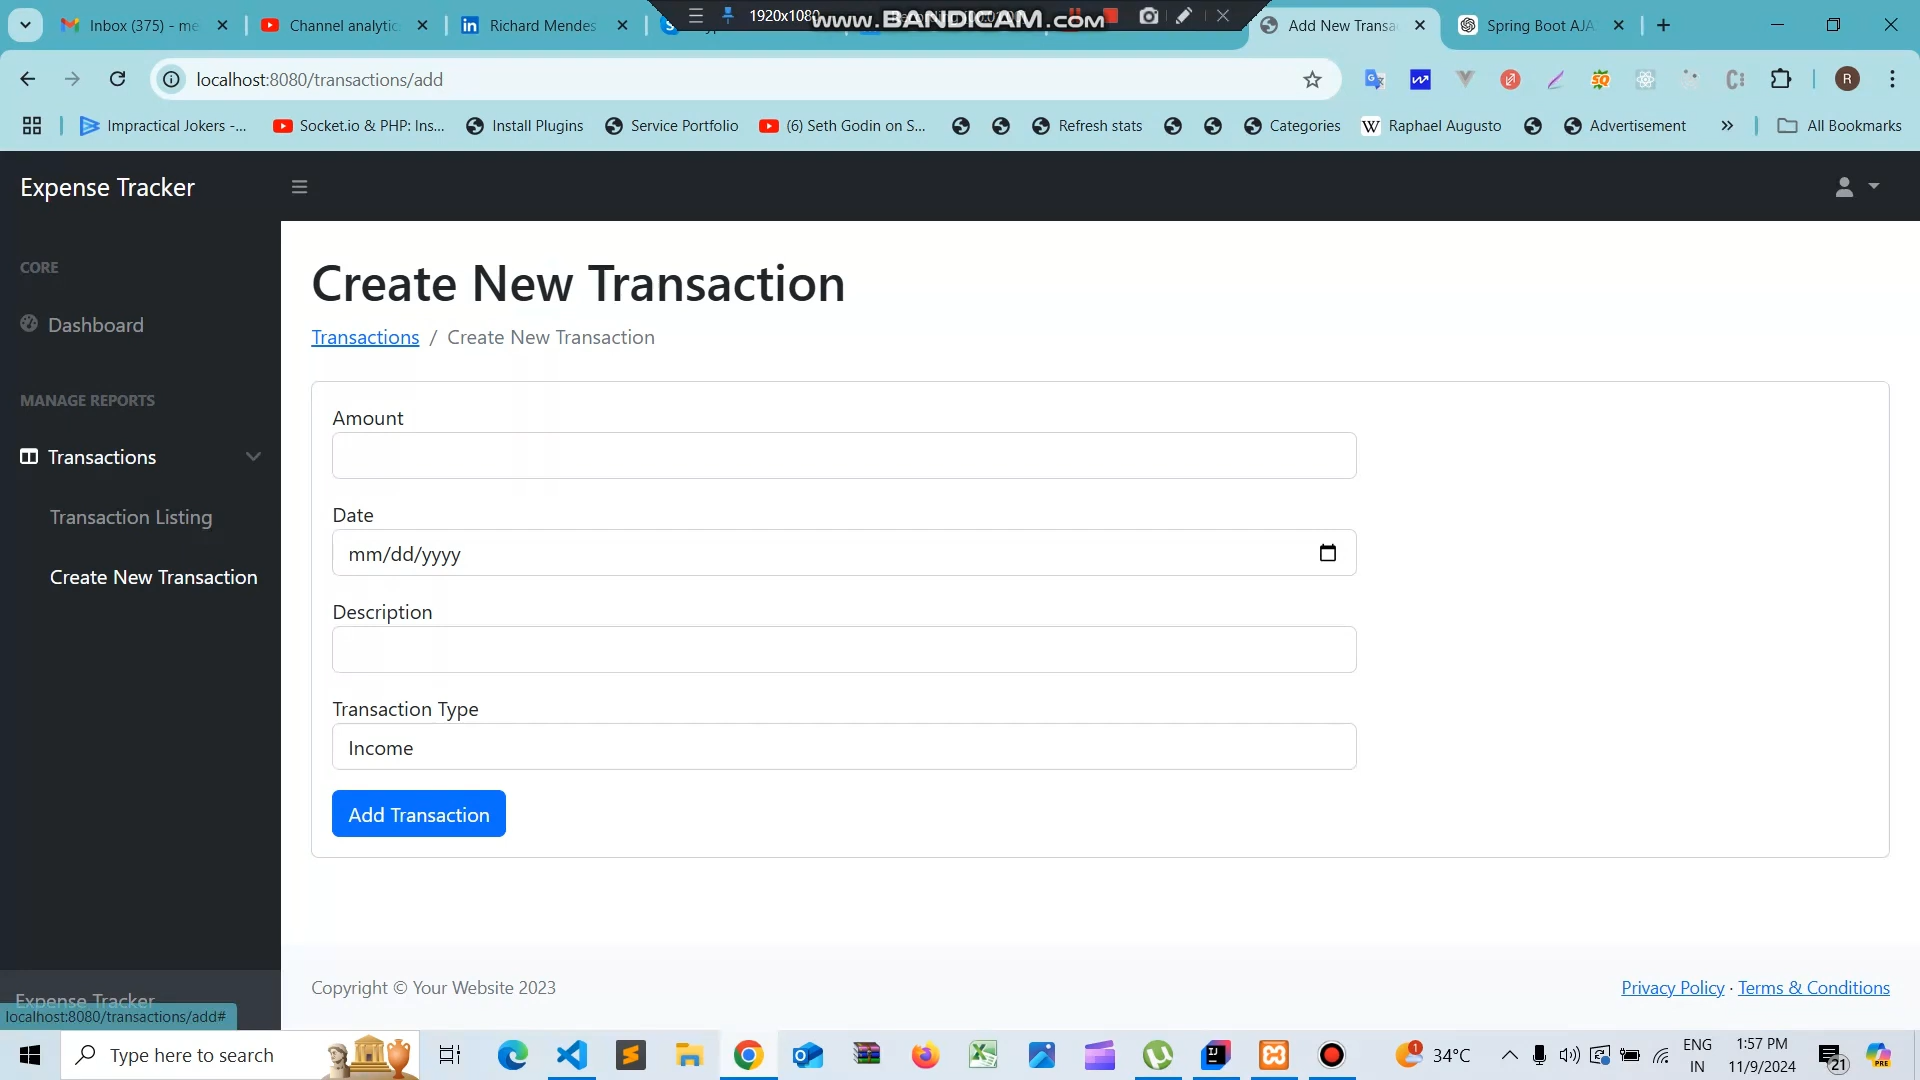 Inbox (375) - me
Channel analytic
Richard Mendes
1920x1080
www.BANDICAM.com
Add New Transa
Spring Boot AJA
localhost:8080/transactions/add
R
Impractical Jokers -...
Socket.io & PHP: Ins...
Install Plugins
Service Portfolio
(6) Seth Godin on S...
Refresh stats
Categories
Raphael Augusto
Advertisement
All Bookmarks
Expense Tracker
CORE
Dashboard
MANAGE REPORTS
Transactions
Transaction Listing
Create New Transaction
Create New Transaction
Transactions / Create New Transaction
Amount
Date
mm/dd/yyyy
Description
Transaction Type
Income
Add Transaction
Copyright © Your Website 2023
Privacy Policy · Terms & Conditions
Expense Tracker
localhost:8080/transactions/add#
Type here to search
34°C
ENG
IN
1:57 PM
11/9/2024
21